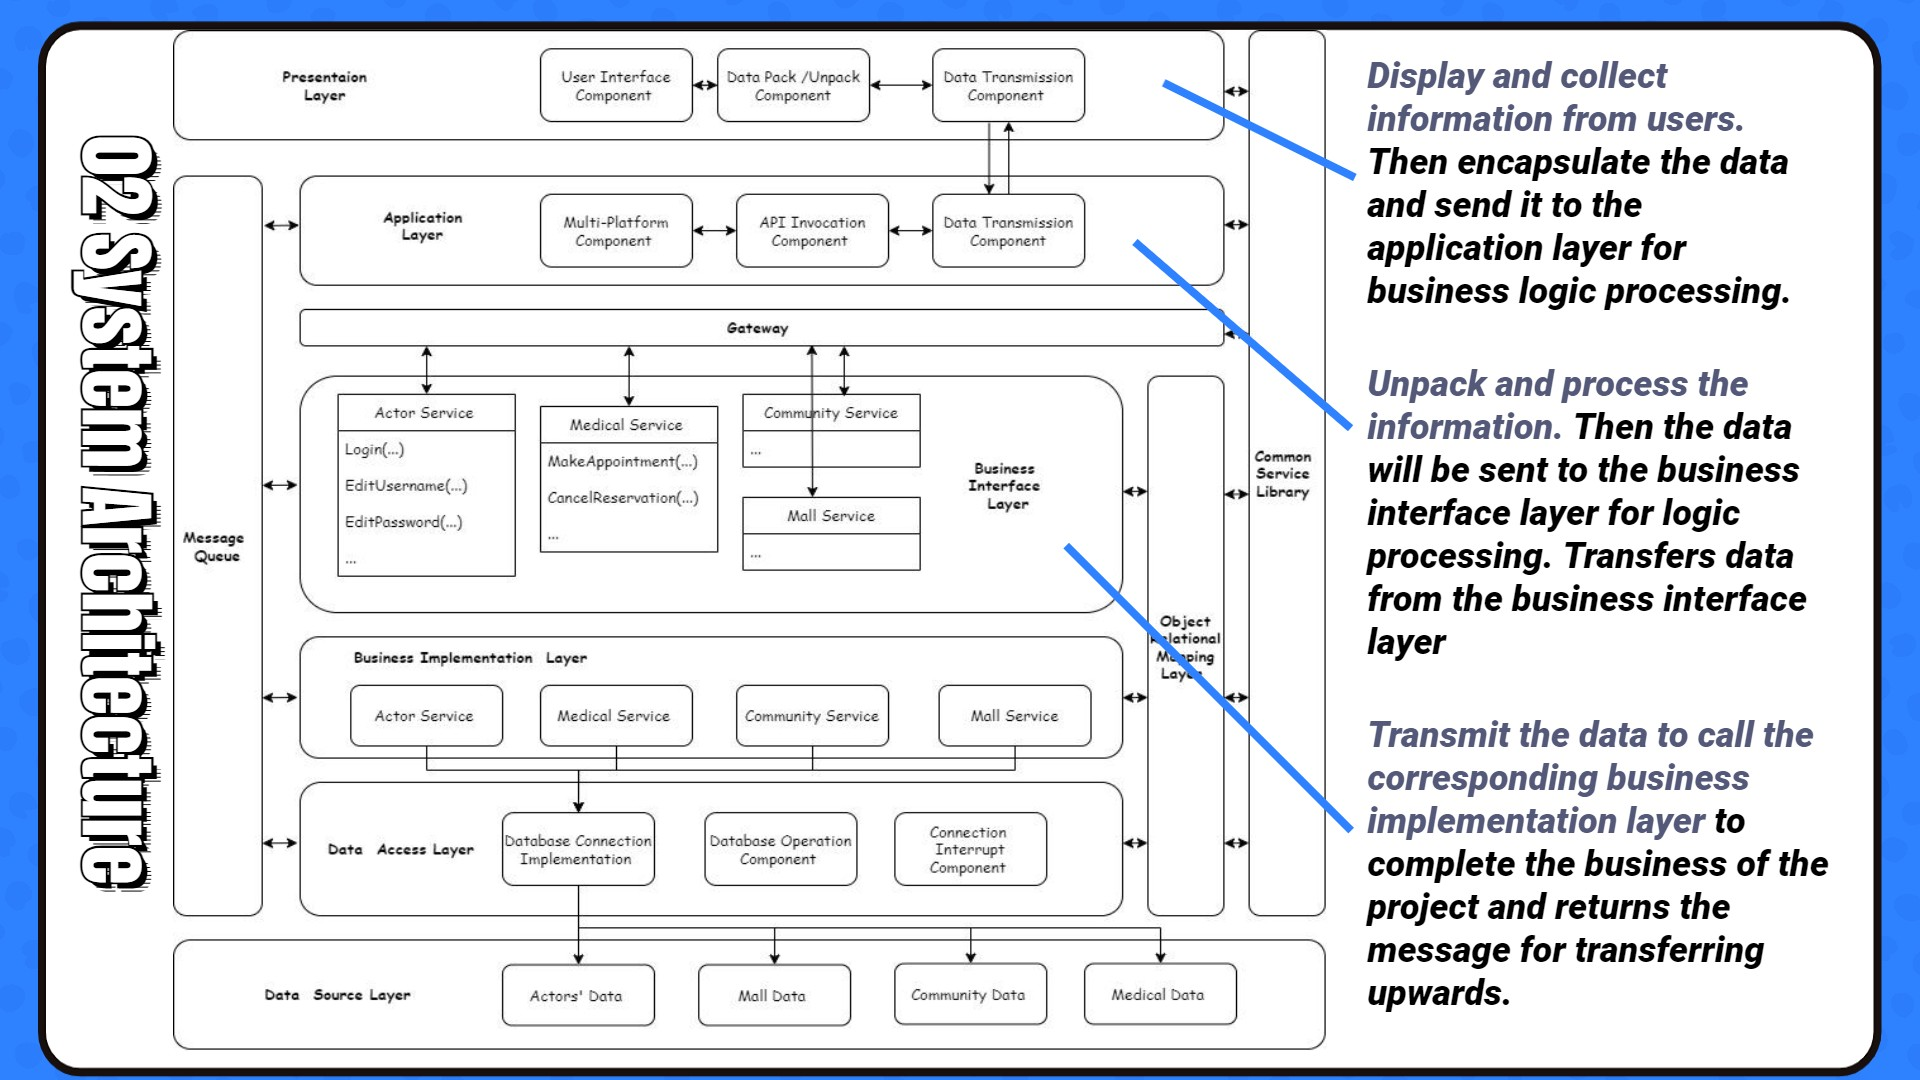 02 System Architecture
Presentaion
Layer
User Interface
Component
Data Pack /Unpack
Component
Data Transmission
Component
Application
Layer
Multi-Platform
Component
API Invocation
Component
Data Transmission
Component
Gateway
Message
Queue
Actor Service
Login(...)
EditUsername(...)
EditPassword(...)
...
Medical Service
MakeAppointment(...)
CancelReservation(...)
...
Community Service
...
Mall Service
...
Business
Interface
Layer
Object
Relational
Mapping
Layer
Common
Service
Library
Business Implementation Layer
Actor Service
Medical Service
Community Service
Mall Service
Data Access Layer
Database Connection
Implementation
Database Operation
Component
Connection
Interrupt
Component
Data Source Layer
Actors' Data
Mall Data
Community Data
Medical Data
Display and collect
information from users.
Then encapsulate the data
and send it to the
application layer for
business logic processing.
Unpack and process the
information. Then the data
will be sent to the business
interface layer for logic
processing. Transfers data
from the business interface
layer
Transmit the data to call the
corresponding business
implementation layer to
complete the business of the
project and returns the
message for transferring
upwards.